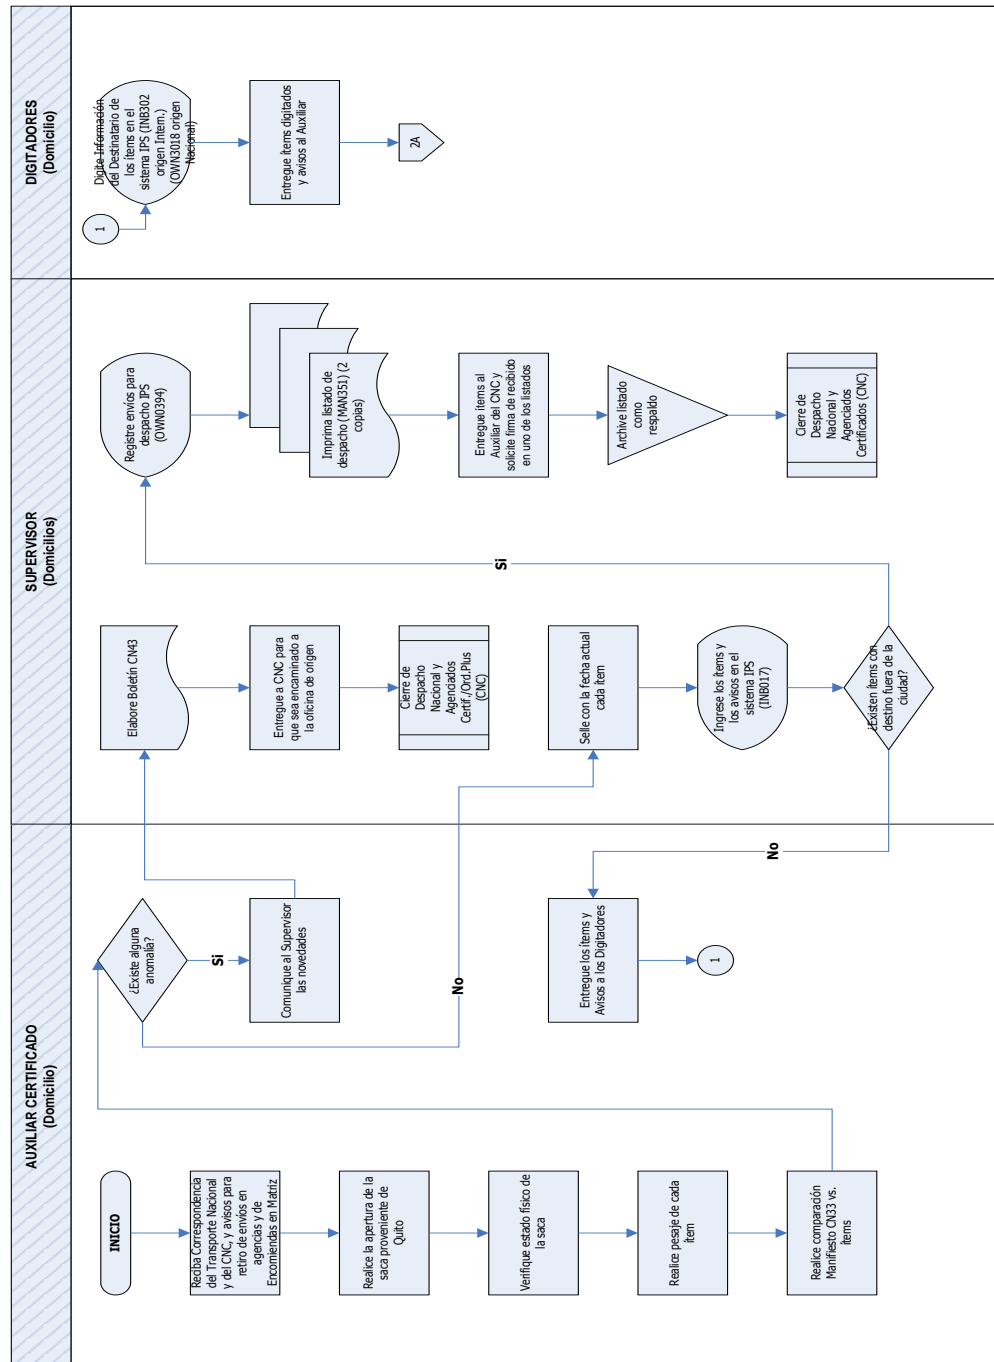 AUXILIAR CERTIFICADO
(Domicilio)
SUPERVISOR
(Domicilios)
DIGITADORES
(Domicilio)
INICIO
Reciba Correspondencia
del Transporte Nacional
y del CNC, y avisos para
retiro de envíos en
agencias y de
Encomiendas en Matriz
Realice la apertura de la
saca proveniente de
Quito
Verifique estado físico de
la saca
Realice pesaje de cada
ítem
Realice comparación
Manifiesto CN33 vs.
ítems
¿Existe alguna
anomalía?
Si
Comunique al Supervisor
las novedades
No
Entregue los ítems y
Avisos a los Digitadores
1
No
Elabore Boletín CN43
Entregue a CNC para
que sea encaminado a
la oficina de origen
Cierre de
Despacho
Nacional y
Agenciados
Certif./Ord.Plus
(CNC)
Selle con la fecha actual
cada ítem
Ingrese los ítems y
los avisos en el
sistema IPS
(INB017)
¿Existen ítems con
destino fuera de la
ciudad?
Si
Registre envíos para
despacho IPS
(OWN0394)
Imprima listado de
despacho (MAN351) (2
copias)
Entregue ítems al
Auxiliar del CNC y
solicite firma de recibido
en uno de los listados
Archive listado
como
respaldo
Cierre de
Despacho
Nacional y
Agenciados
Certificados (CNC)
1
Digite Información
del Destinatario de
los ítems en el
sistema IPS (INB302
origen Intern.)
(OWN3018 origen
Nacional)
Entregue ítems digitados
y avisos al Auxiliar
2A